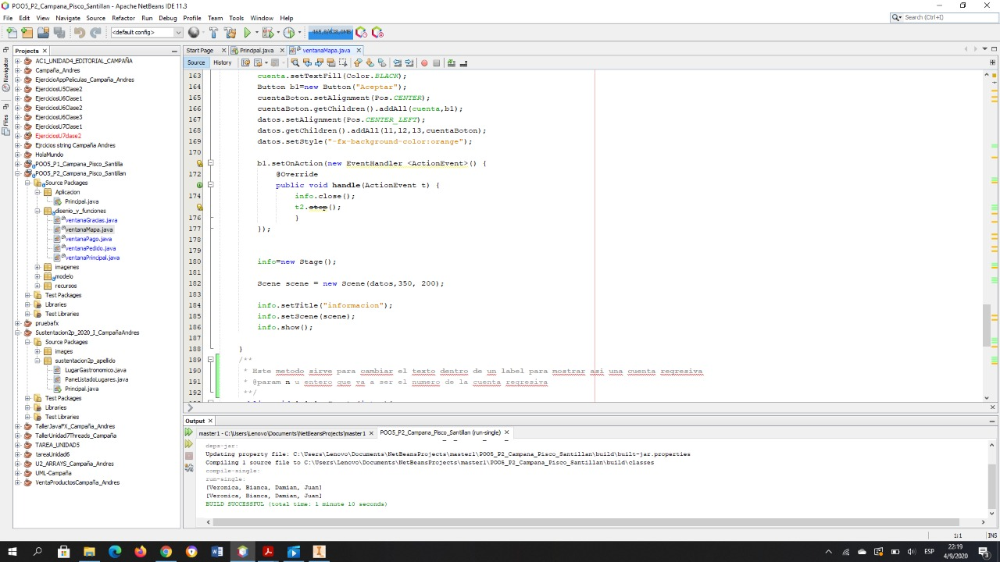 POO5_P2_Campana_Pisco_Santillan - Apache NetBeans IDE 11.3
File Edit View Navigate Source Refactor Run Debug Profile Team Tools Window Help
Search (Ctrl+I)
<default config>
465,8/628,0MB
Projects
Navigator
Files
AC1_UNIDAD4_EDITORIAL_CAMPAÑA
Campaña_Andres
EjercicioAppPeliculas_Campaña_Andres
EjerciciosU5Clase2
EjerciciosU6Clase1
EjerciciosU6Clase2
EjerciciosU6Clase3
EjerciciosU7Clase1
EjerciciosU7clase2
Ejrcicios string Campaña Andres
HolaMundo
POO5_P1_Campana_Pisco_Santilla
POO5_P2_Campana_Pisco_Santillan
Source Packages
Aplicacion
Principal.java
disenio_y_funciones
ventanaGracias.java
ventanaMapa.java
ventanaPago.java
ventanaPedido.java
ventanaPrincipal.java
imagenes
modelo
recursos
Test Packages
Libraries
Test Libraries
pruebafx
Sustentacion2p_2020_I_CampañaAndres
Source Packages
images
sustentacion2p_apellido
LugarGastronomico.java
PaneListadoLugares.java
Principal.java
Test Packages
Libraries
Test Libraries
TallerJavaFX_Campaña_Andres
TallerUnidad7Threads_Campaña
TAREA_UNIDAD5
tareaUnidad6
U2_ARRAYS_Campaña_Andres
UML-Campaña
VentaProductosCampaña_Andres
Start Page Principal.java ventanaMapa.java
Source History
163 cuenta.setTextFill(Color.BLACK);
164 Button b1=new Button("Aceptar");
165 cuentaBoton.setAlignment(Pos.CENTER);
166 cuentaBoton.getChildren().addAll(cuenta,b1);
167 datos.setAlignment(Pos.CENTER_LEFT);
168 datos.getChildren().addAll(l1,l2,l3,cuentaBoton);
169 datos.setStyle("-fx-background-color:orange");
170
b1.setOnAction(new EventHandler <ActionEvent>() {
172 @Override
public void handle(ActionEvent t) {
174 info.close();
t2.stop();
176 }
177 });
178
179
180 info=new Stage();
181
182 Scene scene = new Scene(datos,350, 200);
183
184 info.setTitle("informacion");
185 info.setScene(scene);
186 info.show();
187
188 }
189 /**
190 * Este metodo sirve para cambiar el texto dentro de un label para mostrar asi una cuenta regresiva
191 * @param n u entero que va a ser el numero de la cuenta regresiva
192 **/
Output
master1 - C:\Users\Lenovo\Documents\NetBeansProjects\master1 POO5_P2_Campana_Pisco_Santillan (run-single)
deps-jar:
Updating property file: C:\Users\Lenovo\Documents\NetBeansProjects\master1\POO5_P2_Campana_Pisco_Santillan\build\built-jar.properties
Compiling 1 source file to C:\Users\Lenovo\Documents\NetBeansProjects\master1\POO5_P2_Campana_Pisco_Santillan\build\classes
compile-single:
run-single:
[Veronica, Bianca, Damian, Juan]
[Veronica, Bianca, Damian, Juan]
BUILD SUCCESSFUL (total time: 1 minute 10 seconds)
1:1 INS
ESP
22:19
4/9/2020
3